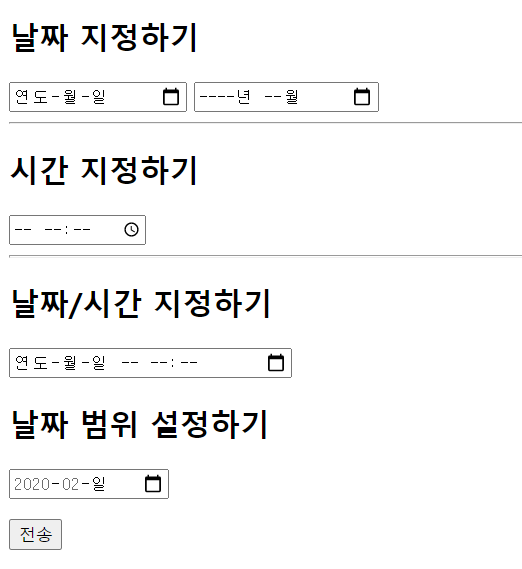 날짜 지정하기
연도-월-일 ----년 --월
시간 지정하기
-- --:--
날짜/시간 지정하기
연도-월-일 -- --:--
날짜 범위 설정하기
2020-02-일
전송